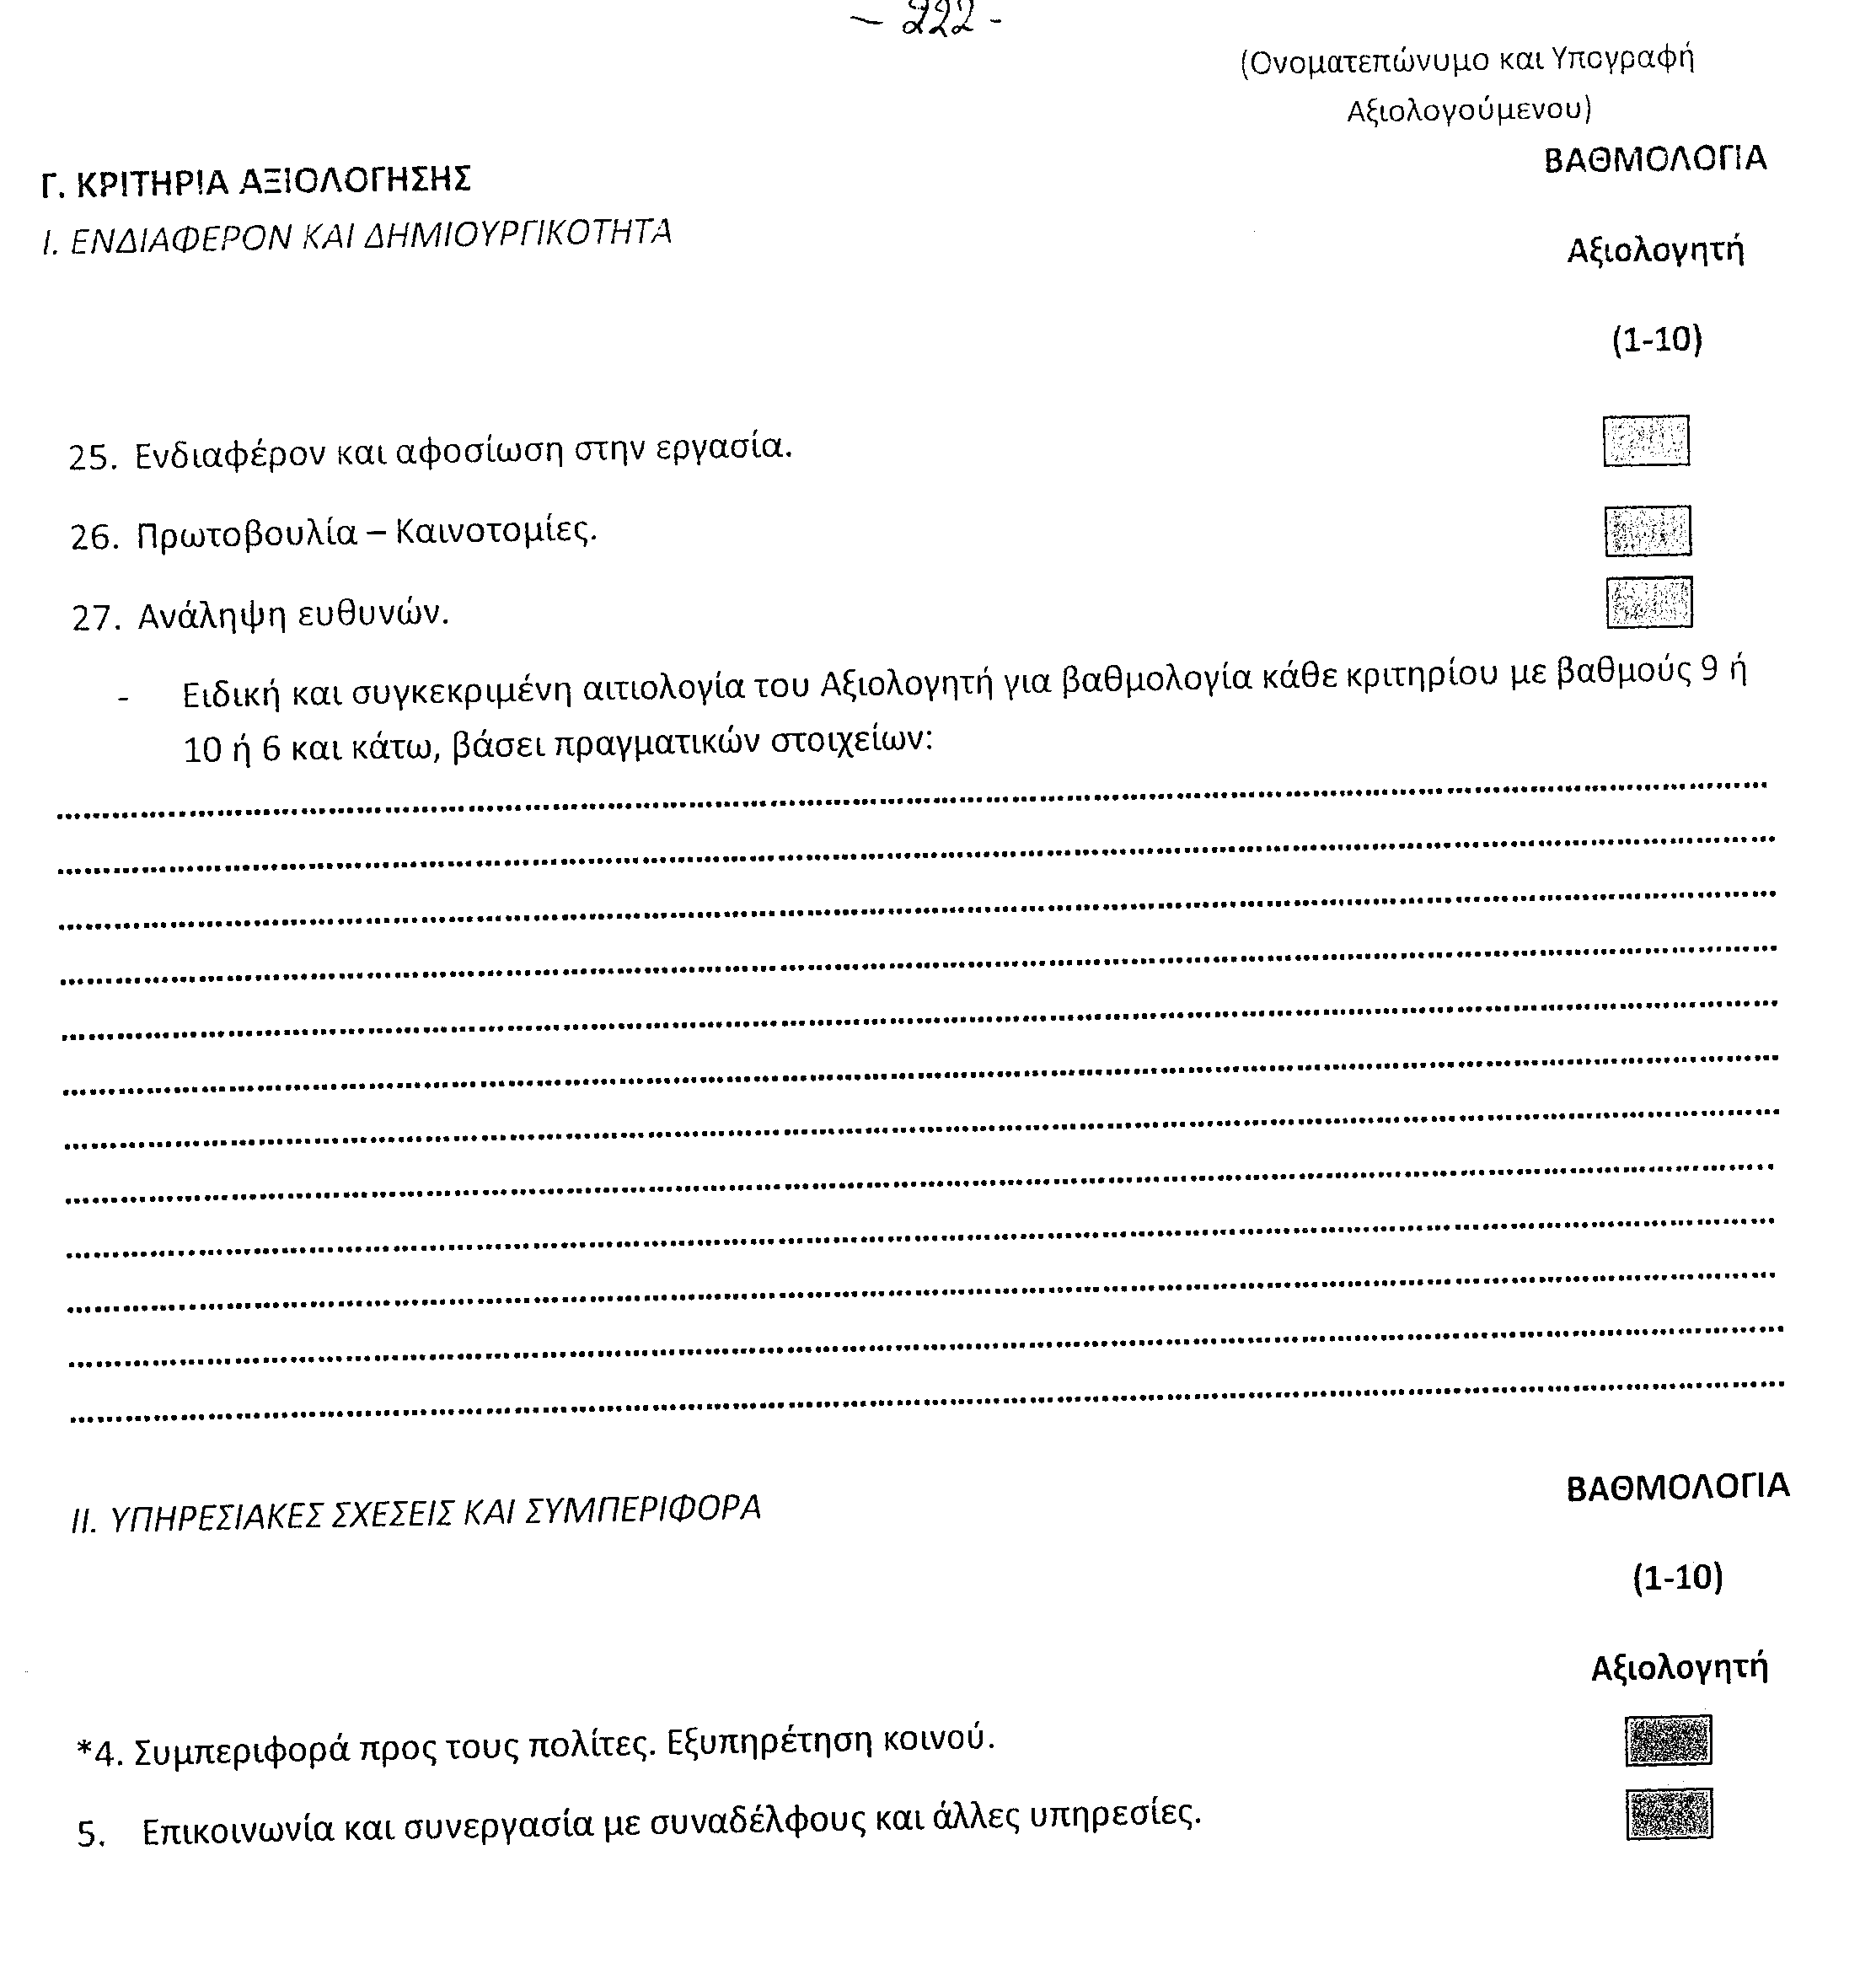 — 222 -
(Ονοματεπώνυμο και Υπογραφή
Αξιολογούμενου)
Γ. ΚΡΙΤΗΡΙΑ ΑΞΙΟΛΟΓΗΣΗΣ
ΒΑΘΜΟΛΟΓΙΑ
Ι. ΕΝΔΙΑΦΕΡΟΝ ΚΑΙ ΔΗΜΙΟΥΡΓΙΚΟΤΗΤΑ
Αξιολογητή
(1-10)
25. Ενδιαφέρον και αφοσίωση στην εργασία.
26. Πρωτοβουλία – Καινοτομίες.
27. Ανάληψη ευθυνών.
- Ειδική και συγκεκριμένη αιτιολογία του Αξιολογητή για βαθμολογία κάθε κριτηρίου με βαθμούς 9 ή
10 ή 6 και κάτω, βάσει πραγματικών στοιχείων:
ΙΙ. ΥΠΗΡΕΣΙΑΚΕΣ ΣΧΕΣΕΙΣ ΚΑΙ ΣΥΜΠΕΡΙΦΟΡΑ
ΒΑΘΜΟΛΟΓΙΑ
(1-10)
Αξιολογητή
*4. Συμπεριφορά προς τους πολίτες. Εξυπηρέτηση κοινού.
5. Επικοινωνία και συνεργασία με συναδέλφους και άλλες υπηρεσίες.